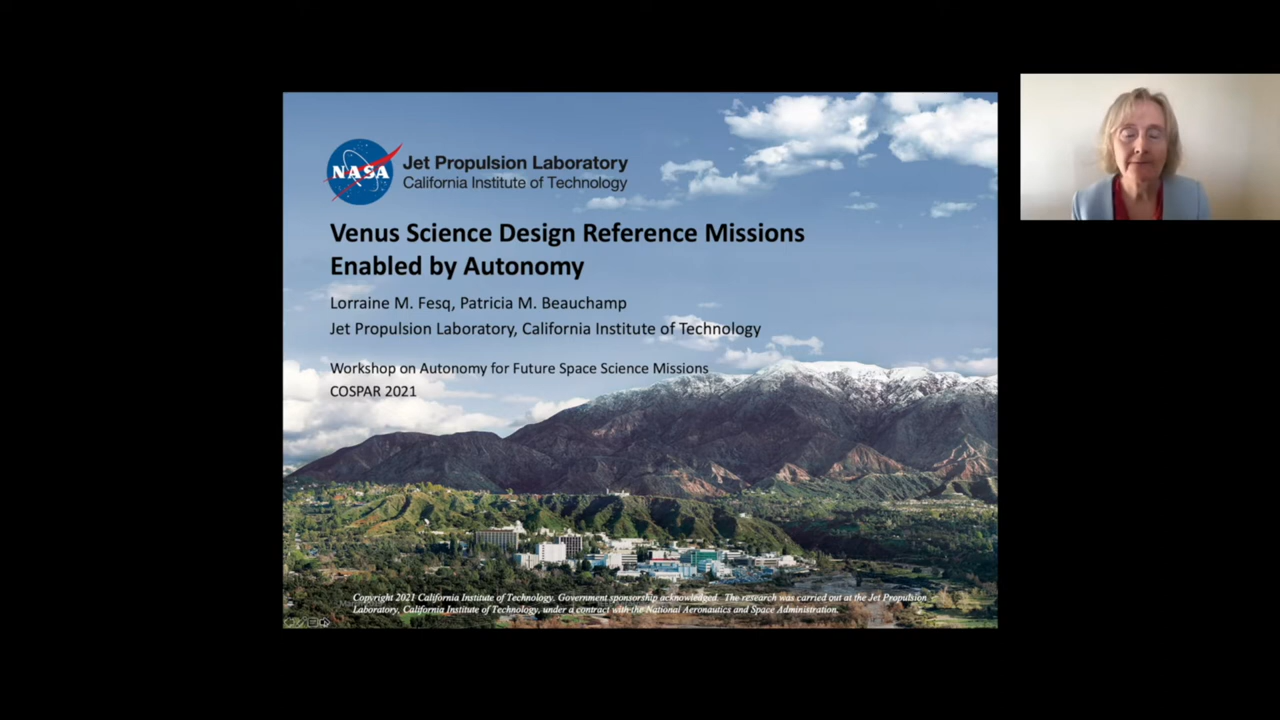 NASA
Jet Propulsion Laboratory
California Institute of Technology
Venus Science Design Reference Missions
Enabled by Autonomy
Lorraine M. Fesq, Patricia M. Beauchamp
Jet Propulsion Laboratory, California Institute of Technology
Workshop on Autonomy for Future Space Science Missions
COSPAR 2021
Copyright 2021 California Institute of Technology. Government sponsorship acknowledged. The research was carried out at the Jet Propulsion
Laboratory, California Institute of Technology, under a contract with the National Aeronautics and Space Administration.